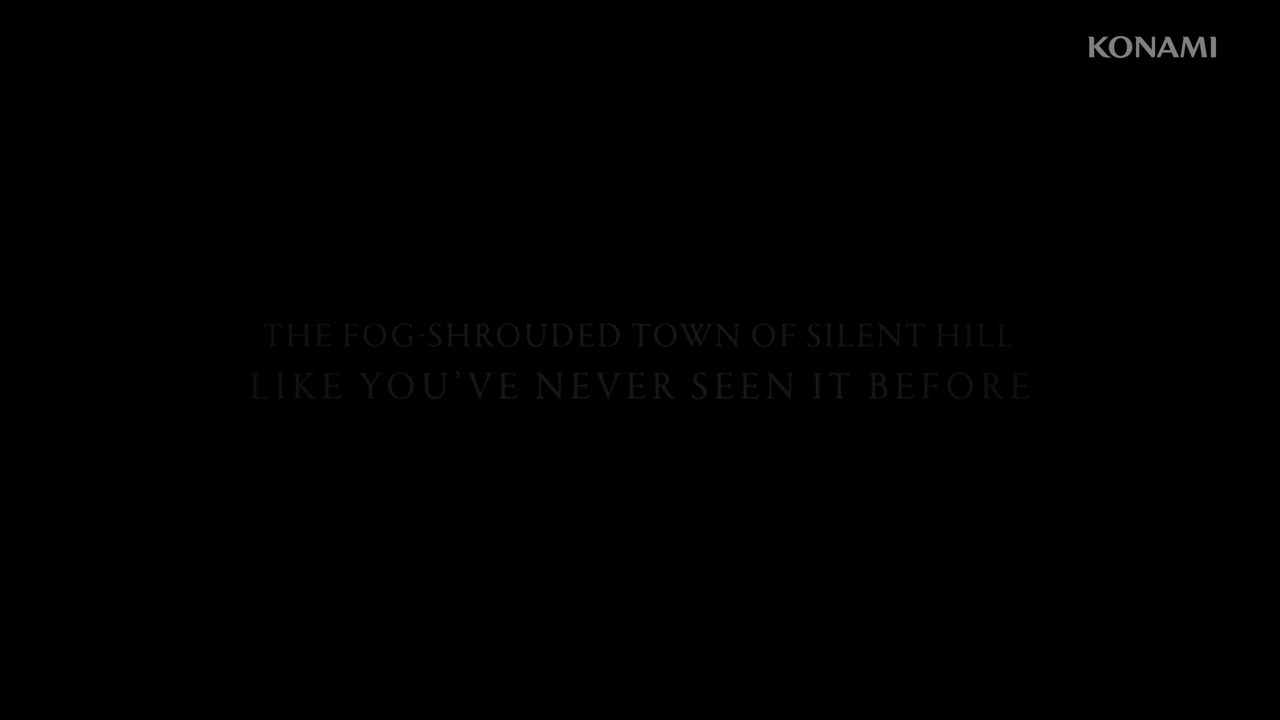 KONAMI
THE FOG-SHROUDED TOWN OF SILENT HILL
LIKE YOU'VE NEVER SEEN IT BEFORE